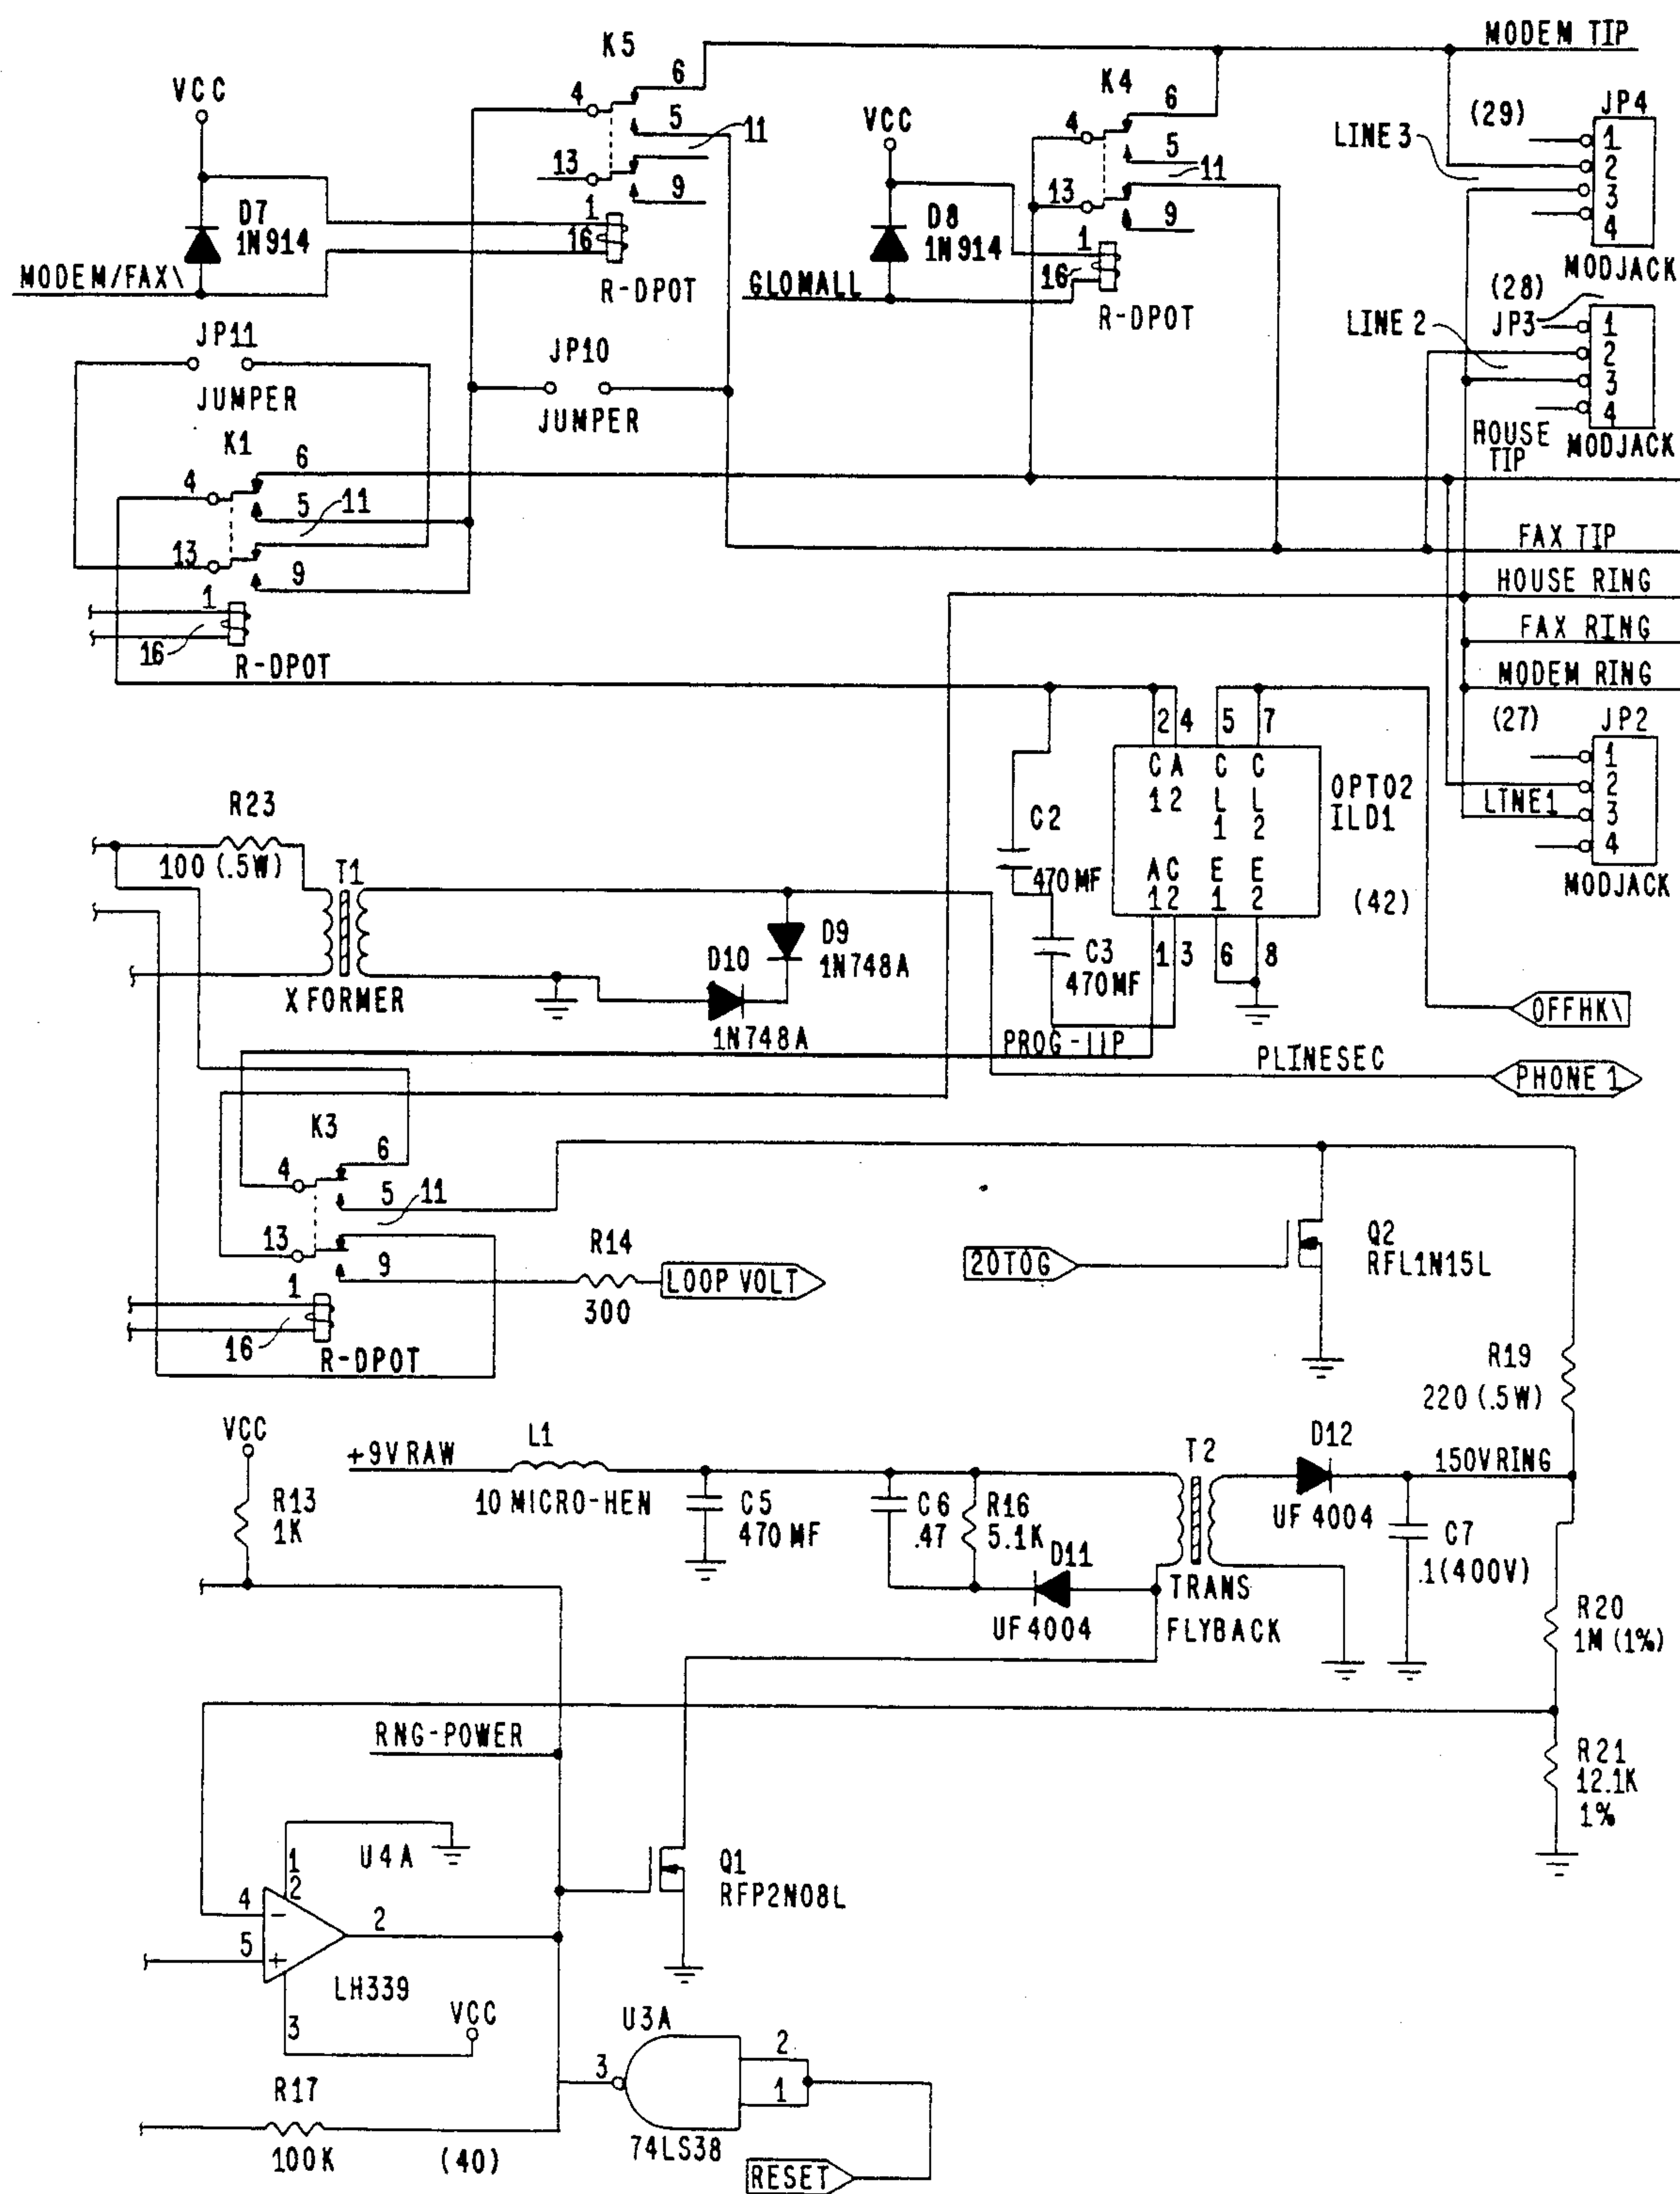 K5
MODEM TIP
VCC
4
6
5
11
13
9
1
16
D7
1N914
MODEM/FAX\
R-DPOT
K4
VCC
4
6
5
11
13
9
D8
1N914
1
16
GLOMALL
R-DPOT
(29)
JP4
LINE 3
1
2
3
4
MODJACK
(28)
LINE 2
JP3
1
2
3
4
HOUSE
TIP
MODJACK
JP11
JUMPER
JP10
JUMPER
K1
6
4
5
11
13
9
1
16
R-DPOT
FAX TIP
HOUSE RING
FAX RING
MODEM RING
(27)
JP2
1
2
LINE1
3
4
MODJACK
2 4 5 7
C A C C
1 2 L L
1 2
A C E E
1 2 1 2
1 3 6 8
OPTO2
ILD1
(42)
C2
470 MF
C3
470 MF
R23
100 (.5W)
T1
X FORMER
D9
1N748A
D10
1N748A
OFFHK\
PROG-TIP
PLINESEC
PHONE 1
K3
6
4
5
11
13
9
1
16
R-DPOT
R14
300
LOOP VOLT
20TOG
Q2
RFL1N15L
R19
220 (.5W)
VCC
R13
1K
+9V RAW
L1
10 MICRO-HEN
C5
470 MF
C6
.47
R16
5.1K
D11
UF4004
T2
TRANS
FLYBACK
D12
UF 4004
150VRING
C7
.1(400V)
R20
1M (1%)
R21
12.1K
1%
RNG-POWER
U4A
1
2
4
-
5
+
2
LH339
3
VCC
Q1
RFP2N08L
U3A
3
2
1
74LS38
R17
100K
(40)
RESET